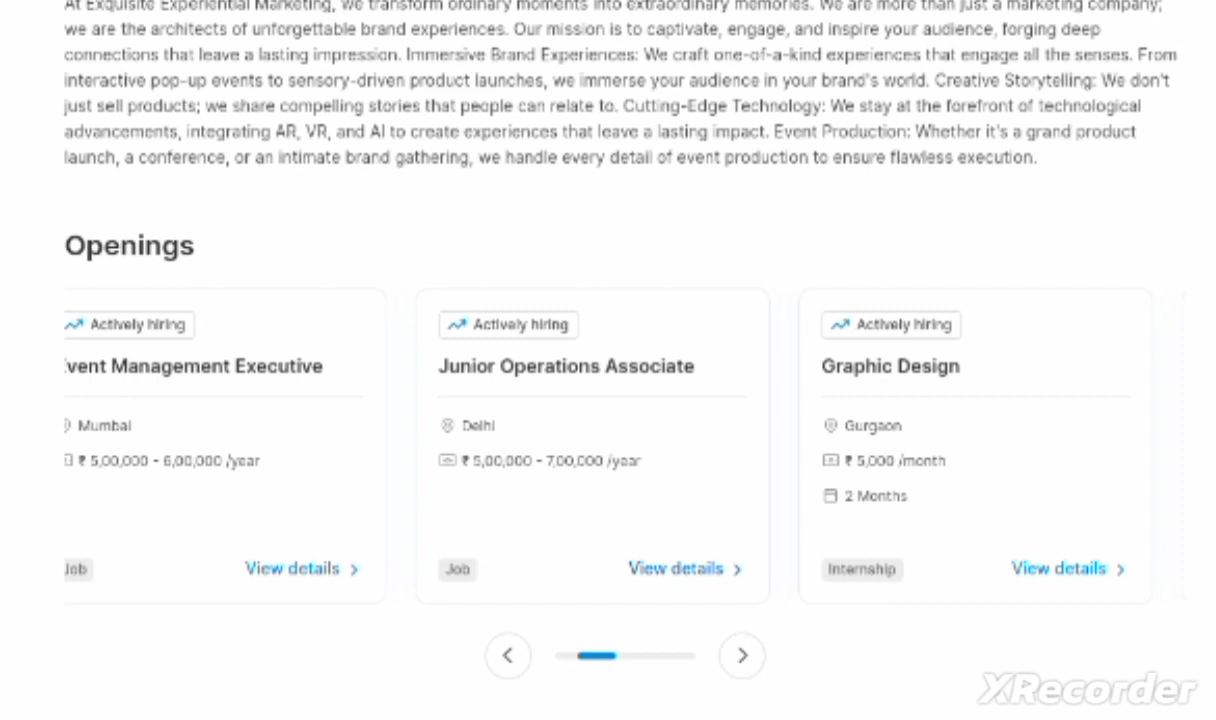 At Exquisite Experiential Marketing, we transform ordinary moments into extraordinary memories. We are more than just a marketing company;
we are the architects of unforgettable brand experiences. Our mission is to captivate, engage, and inspire your audience, forging deep
connections that leave a lasting impression. Immersive Brand Experiences: We craft one-of-a-kind experiences that engage all the senses. From
interactive pop-up events to sensory-driven product launches, we immerse your audience in your brand's world. Creative Storytelling: We don't
just sell products; we share compelling stories that people can relate to. Cutting-Edge Technology: We stay at the forefront of technological
advancements, integrating AR, VR, and AI to create experiences that leave a lasting impact. Event Production: Whether it's a grand product
launch, a conference, or an intimate brand gathering, we handle every detail of event production to ensure flawless execution.
Openings
Actively hiring
vent Management Executive
Mumbai
₹ 5,00,000 - 6,00,000 /year
Job
View details
Actively hiring
Junior Operations Associate
Delhi
₹ 5,00,000 - 7,00,000 /year
Job
View details
Actively hiring
Graphic Design
Gurgaon
₹ 5,000 /month
2 Months
Internship
View details
XRecorder